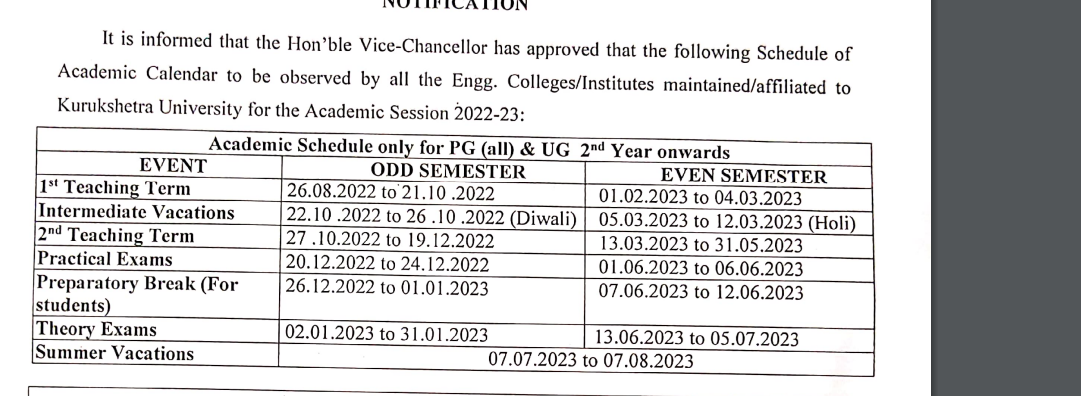 NOTIFICATION
It is informed that the Hon'ble Vice-Chancellor has approved that the following Schedule of
Academic Calendar to be observed by all the Engg. Colleges/Institutes maintained/affiliated to
Kurukshetra University for the Academic Session 2022-23:
Academic Schedule only for PG (all) & UG 2nd Year onwards
EVENT ODD SEMESTER EVEN SEMESTER
1st Teaching Term 26.08.2022 to 21.10 .2022 01.02.2023 to 04.03.2023
Intermediate Vacations 22.10 .2022 to 26 .10 .2022 (Diwali) 05.03.2023 to 12.03.2023 (Holi)
2nd Teaching Term 27 .10.2022 to 19.12.2022 13.03.2023 to 31.05.2023
Practical Exams 20.12.2022 to 24.12.2022 01.06.2023 to 06.06.2023
Preparatory Break (For 26.12.2022 to 01.01.2023 07.06.2023 to 12.06.2023
students)
Theory Exams 02.01.2023 to 31.01.2023 13.06.2023 to 05.07.2023
Summer Vacations 07.07.2023 to 07.08.2023